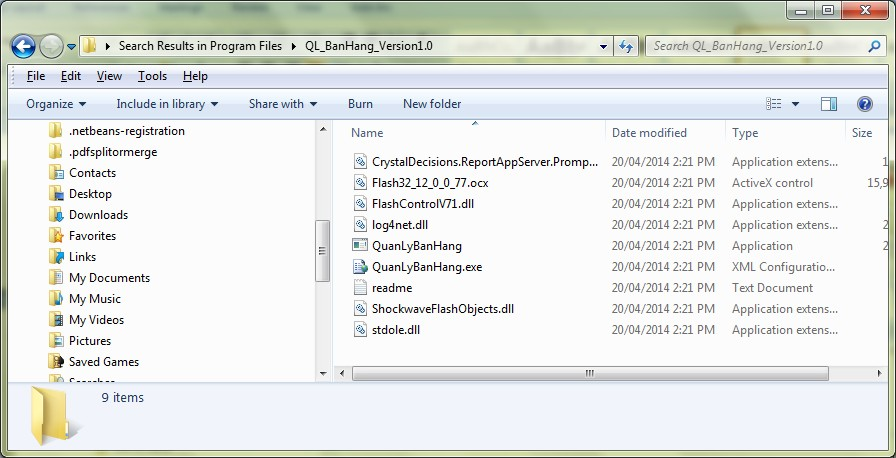 Search Results in Program Files QL_BanHang_Version1.0
Search QL_BanHang_Version1.0
File Edit View Tools Help
Organize Include in library Share with Burn New folder
.netbeans-registration
.pdfsplitormerge
Contacts
Desktop
Downloads
Favorites
Links
My Documents
My Music
My Videos
Pictures
Saved Games
Name Date modified Type Size
CrystalDecisions.ReportAppServer.Promp... 20/04/2014 2:21 PM Application extens... 1
Flash32_12_0_0_77.ocx 20/04/2014 2:21 PM ActiveX control 15,9
FlashControlV71.dll 20/04/2014 2:21 PM Application extens...
log4net.dll 20/04/2014 2:21 PM Application extens... 2
QuanLyBanHang 20/04/2014 2:21 PM Application 2
QuanLyBanHang.exe 20/04/2014 2:21 PM XML Configuratio...
readme 20/04/2014 2:21 PM Text Document
ShockwaveFlashObjects.dll 20/04/2014 2:21 PM Application extens...
stdole.dll 20/04/2014 2:21 PM Application extens...
9 items